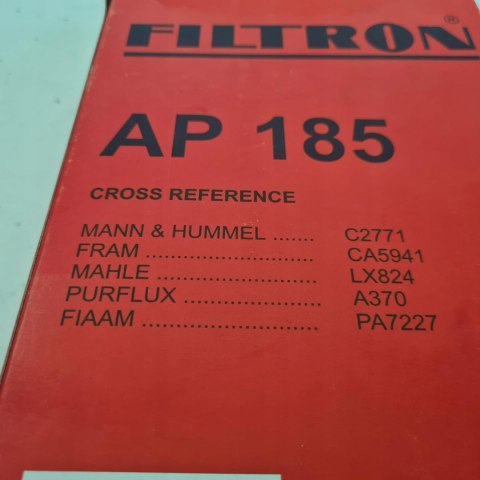 FILTRON®
AP 185
CROSS REFERENCE
MANN & HUMMEL ....... C2771
FRAM ............................ CA5941
MAHLE ........................... LX824
PURFLUX ....................... A370
FIAAM ............................. PA7227